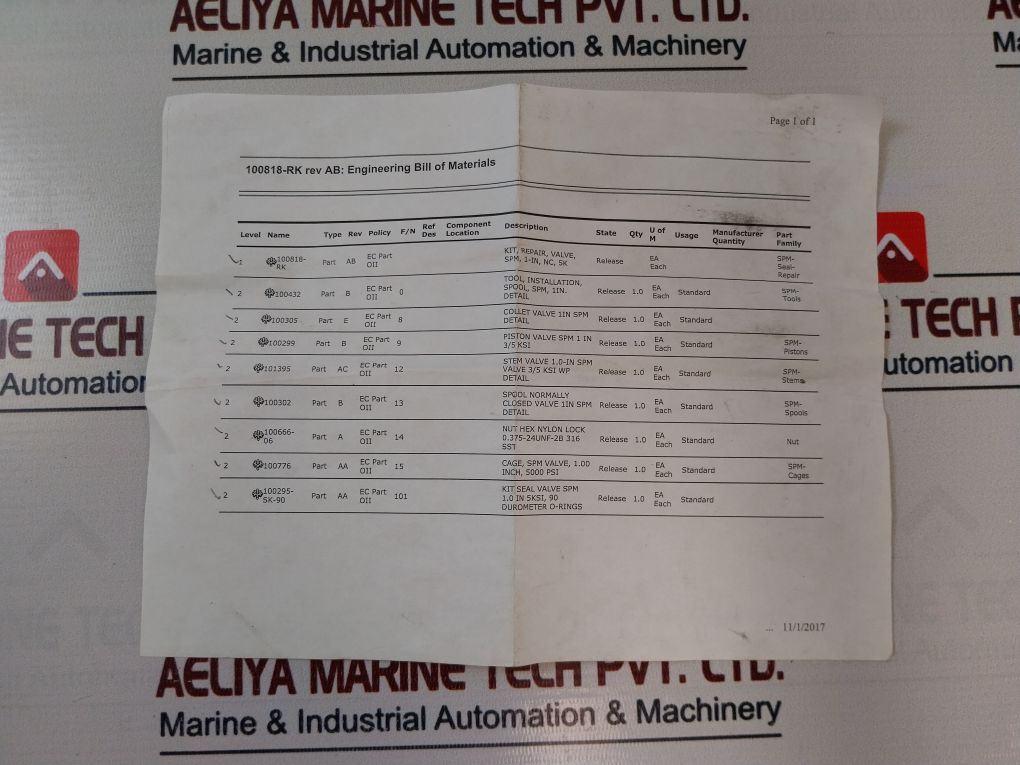 AELIYA MARINE TECH PVT. LTD.
Marine & Industrial Automation & Machinery
Page 1 of 1
100818-RK rev AB: Engineering Bill of Materials
Level Name Type Rev Policy F/N Ref Des Component Location Description State Qty U of M Usage Manufacturer Quantity Part Family
1 100818-RK Part AB EC Part OII KIT, REPAIR, VALVE, SPM, 1-IN, NC, 5K Release EA Each SPM-Seal-Repair
2 100432 Part B EC Part OII 0 TOOL, INSTALLATION, SPOOL, SPM, 1IN. DETAIL Release 1.0 EA Each Standard SPM-Tools
2 100305 Part E EC Part OII 8 COLLET VALVE 1IN SPM DETAIL Release 1.0 EA Each Standard
2 100299 Part B EC Part OII 9 PISTON VALVE SPM 1 IN 3/5 KSI Release 1.0 EA Each Standard SPM-Pistons
2 101395 Part AC EC Part OII 12 STEM VALVE 1.0-IN SPM VALVE 3/5 KSI WP DETAIL Release 1.0 EA Each Standard SPM-Stems
2 100302 Part B EC Part OII 13 SPOOL NORMALLY CLOSED VALVE 1IN SPM DETAIL Release 1.0 EA Each Standard SPM-Spools
2 100666-06 Part A EC Part OII 14 NUT HEX NYLON LOCK 0.375-24UNF-2B 316 SST Release 1.0 EA Each Standard Nut
2 100776 Part AA EC Part OII 15 CAGE, SPM VALVE, 1.00 INCH, 5000 PSI Release 1.0 EA Each Standard SPM-Cages
2 100295-5K-90 Part AA EC Part OII 101 KIT SEAL VALVE SPM 1.0 IN 5KSI, 90 DUROMETER O-RINGS Release 1.0 EA Each Standard
... 11/1/2017
NE TECH
Automation
E TECH P
utomation &
AELIYA MARINE TECH PVT. LTD.
Marine & Industrial Automation & Machinery